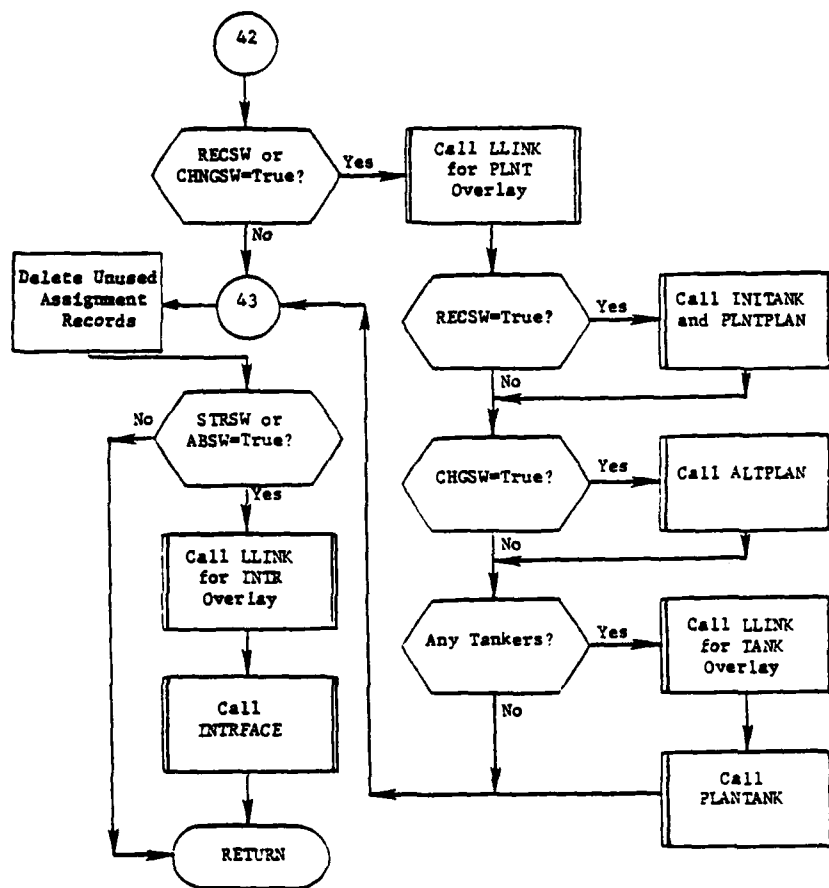 42
RECSW or
CHNGSW=True?
Yes
Call LLINK
for PLNT
Overlay
No
Delete Unused
Assignment
Records
43
RECSW=True?
Yes
Call INITANK
and PLNTPLAN
No
No
STRSW or
ABSW=True?
Yes
CHGSW=True?
Yes
Call ALTPLAN
No
Call LLINK
for INTR
Overlay
Any Tankers?
Yes
Call LLINK
for TANK
Overlay
No
Call
INTRFACE
Call
PLANTANK
RETURN